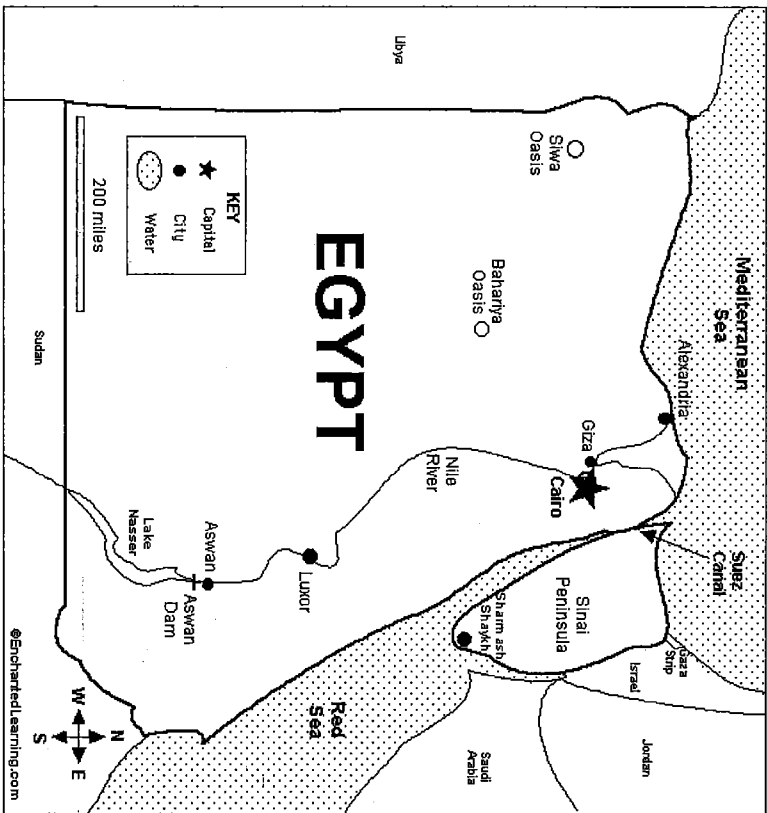 Libya
Mediterranean
Sea
Alexandria
Suez
Canal
Gaza
Strip
Israel
Jordan
Siwa
Oasis
Giza
Cairo
Sinai
Peninsula
Bahariya
Oasis
Nile
River
Sharm ash
Shaykh
Saudi
Arabia
EGYPT
Luxor
Red
Sea
Aswan
Aswan
Dam
Lake
Nasser
KEY
Capital
City
Water
200 miles
Sudan
N
W
E
S
©EnchantedLearning.com